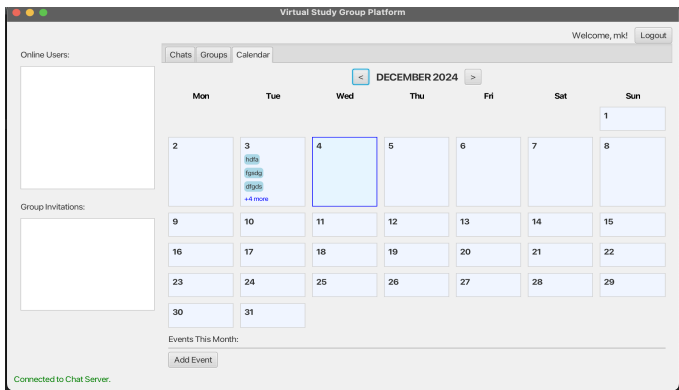 Virtual Study Group Platform
Welcome, mk! Logout
Online Users:
Chats Groups Calendar
< DECEMBER 2024 >
Mon Tue Wed Thu Fri Sat Sun
1
2 3 4 5 6 7 8
hdfa
fgsdg
dfgds
+4 more
Group Invitations:
9 10 11 12 13 14 15
16 17 18 19 20 21 22
23 24 25 26 27 28 29
30 31
Events This Month:
Add Event
Connected to Chat Server.